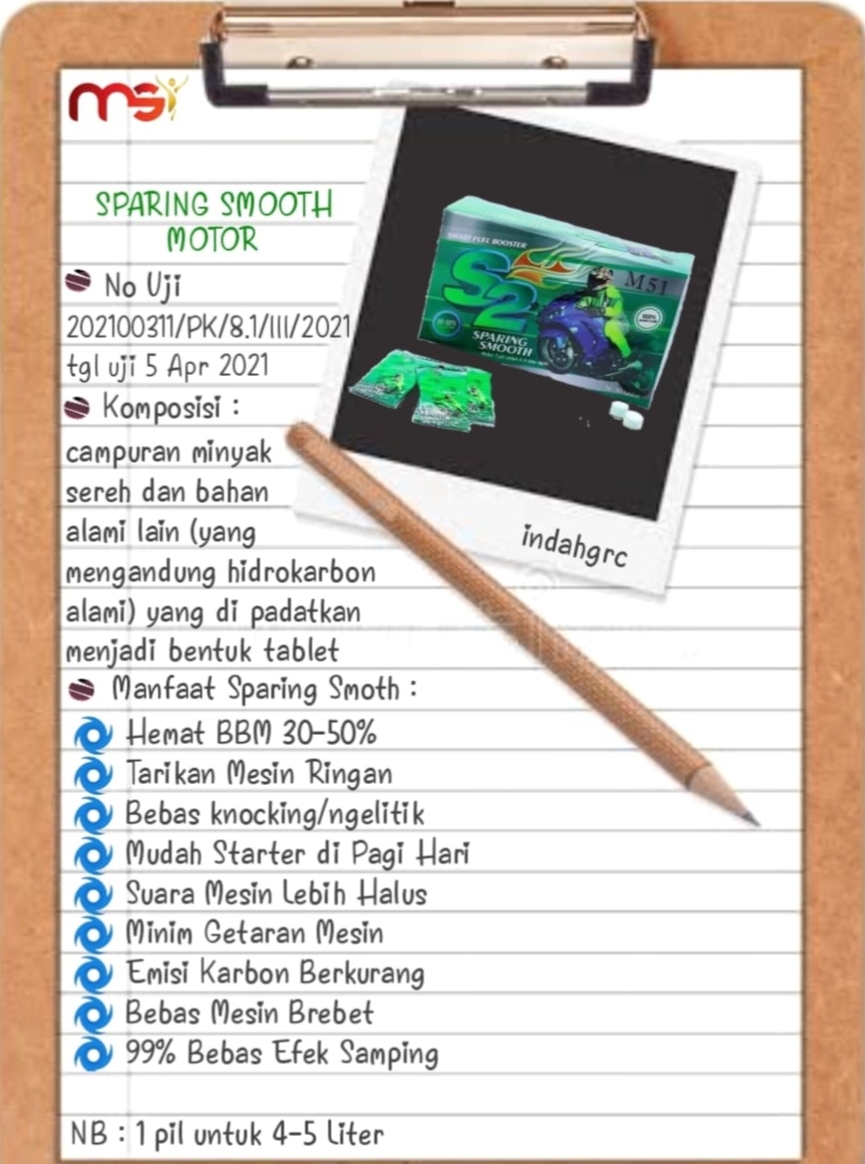 msi
SPARING SMOOTH
MOTOR
No Uji
202100311/PK/8.1/III/2021
tgl uji 5 Apr 2021
Komposisi :
campuran minyak
sereh dan bahan
alami lain (yang
mengandung hidrokarbon
alami) yang di padatkan
menjadi bentuk tablet
SMART FUEL BOOSTER
S2
SPARING
SMOOTH
indahgrc
Manfaat Sparing Smoth :
Hemat BBM 30-50%
Tarikan Mesin Ringan
Bebas knocking/ngelitik
Mudah Starter di Pagi Hari
Suara Mesin Lebih Halus
Minim Getaran Mesin
Emisi Karbon Berkurang
Bebas Mesin Brebet
99% Bebas Efek Samping
NB : 1 pil untuk 4-5 Liter